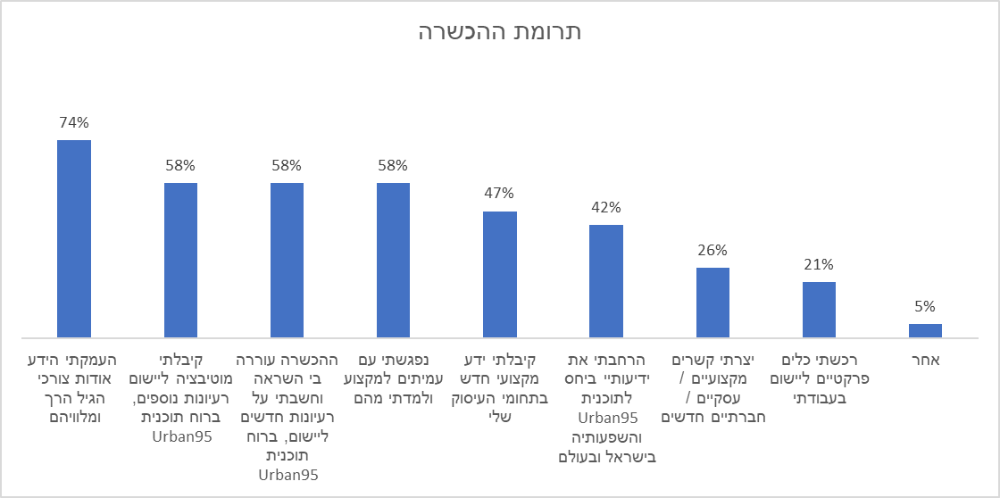 תרומת ההכשרה
74%
58%
58%
58%
47%
42%
26%
21%
5%
העמקתי הידע
אודות צורכי
הגיל הרך
ומלוויהם
קיבלתי
מוטיבציה ליישום
רעיונות נוספים,
ברוח תוכנית
Urban95
ההכשרה עוררה
בי השראה
וחשבתי על
רעיונות חדשים
ליישום, ברוח
תוכנית
Urban95
נפגשתי עם
עמיתים למקצוע
ולמדתי מהם
קיבלתי ידע
מקצועי חדש
בתחומי העיסוק
שלי
הרחבתי את
ידיעותיי ביחס
לתוכנית
Urban95
והשפעותיה
בישראל ובעולם
יצרתי קשרים
מקצועיים /
עסקיים /
חברתיים חדשים
רכשתי כלים
פרקטיים ליישום
בעבודתי
אחר